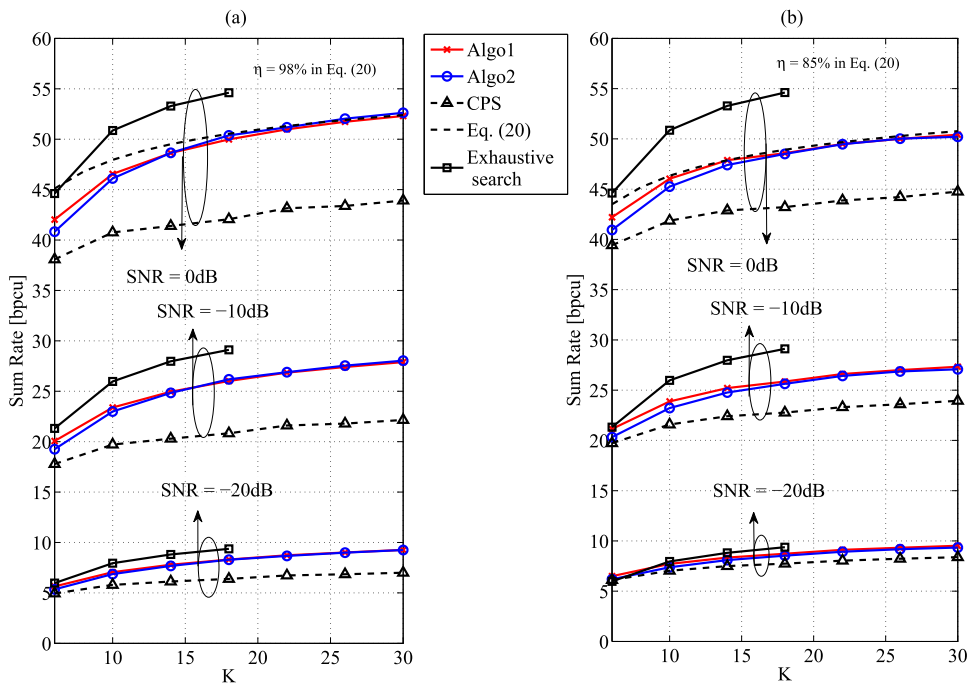 (a)
60
55
50
45
40
35
30
25
20
15
10
5
0
10
15
20
25
30
K
Sum Rate [bpcu]
η = 98% in Eq. (20)
SNR = 0dB
SNR = −10dB
SNR = −20dB
Algo1
Algo2
CPS
Eq. (20)
Exhaustive
search
(b)
60
55
50
45
40
35
30
25
20
15
10
5
0
10
15
20
25
30
K
Sum Rate [bpcu]
η = 85% in Eq. (20)
SNR = 0dB
SNR = −10dB
SNR = −20dB